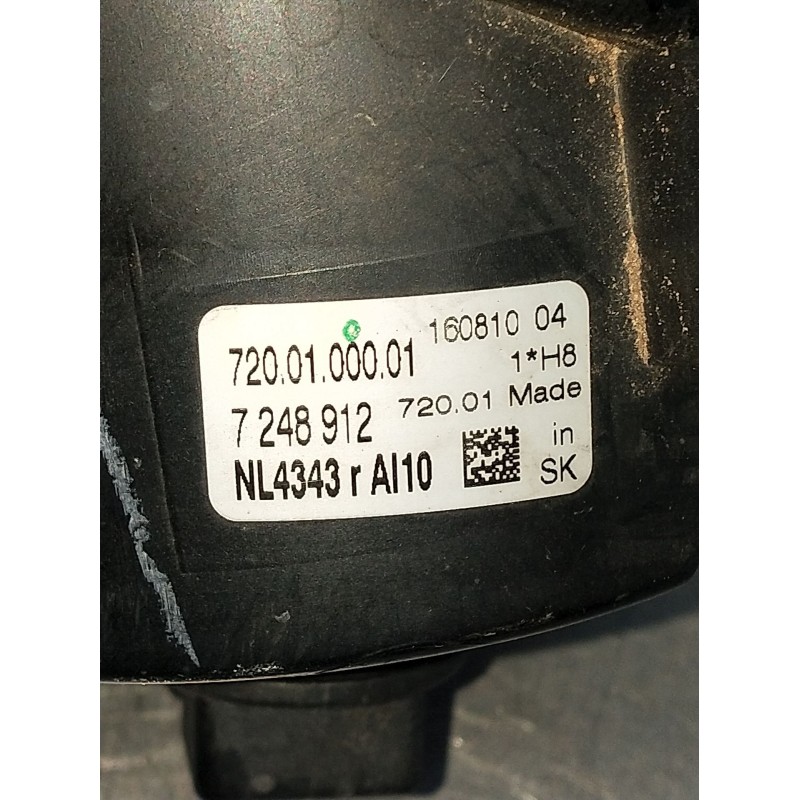 160810 04
720.01.000.01
1*H8
7 248 912
720.01 Made
in
NL4343 r AI10
SK